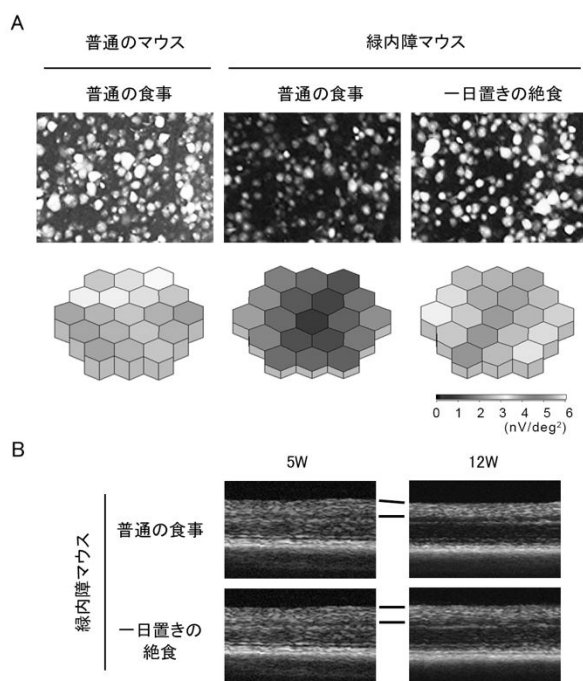 A
普通のマウス
緑内障マウス
普通の食事
普通の食事
一日置きの絶食
0 1 2 3 4 5 6
(nV/deg²)
B
5W
12W
緑内障マウス
普通の食事
一日置きの
絶食